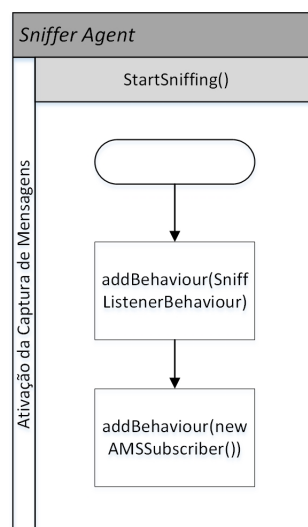 Sniffer Agent
StartSniffing()
Ativação da Captura de Mensagens
addBehaviour(Sniff
ListenerBehaviour)
addBehaviour(new
AMSSubscriber())